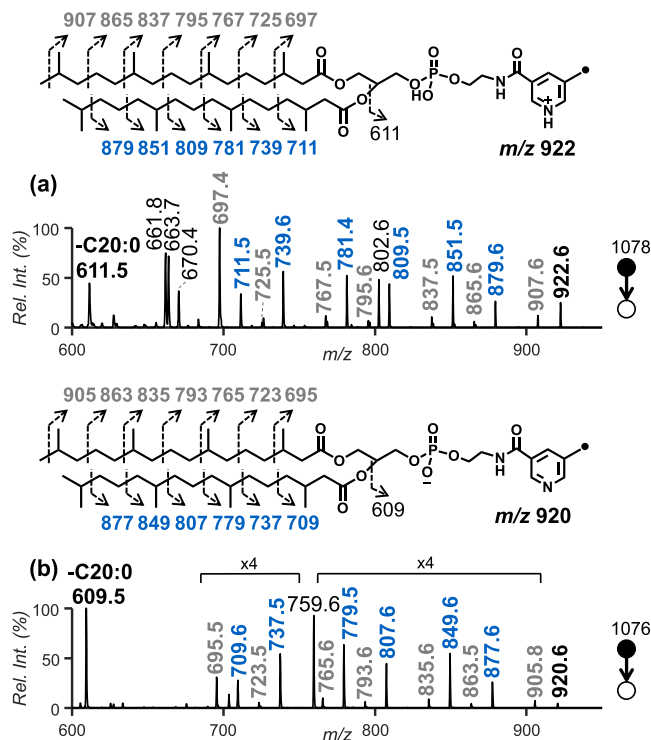 907 865 837 795 767 725 697
O O O P O HO O N H O N + H •
O O
611
879 851 809 781 739 711
m/z 922
(a)
Rel. Int. (%)
100
50
0
-C20:0
611.5
661.8
663.7
670.4
697.4
711.5
725.5
739.6
767.5
781.4
795.6
802.6
809.5
837.5
851.5
865.6
879.6
907.6
922.6
1078
600 700 800 900
m/z
905 863 835 793 765 723 695
O O O P O O − O N H O N •
O O
609
877 849 807 779 737 709
m/z 920
(b)
x4 x4
Rel. Int. (%)
100
50
0
-C20:0
609.5
695.5
709.6
723.5
737.5
759.6
765.6
779.5
793.6
807.6
835.6
849.6
863.5
877.6
905.8
920.6
1076
600 700 800 900
m/z